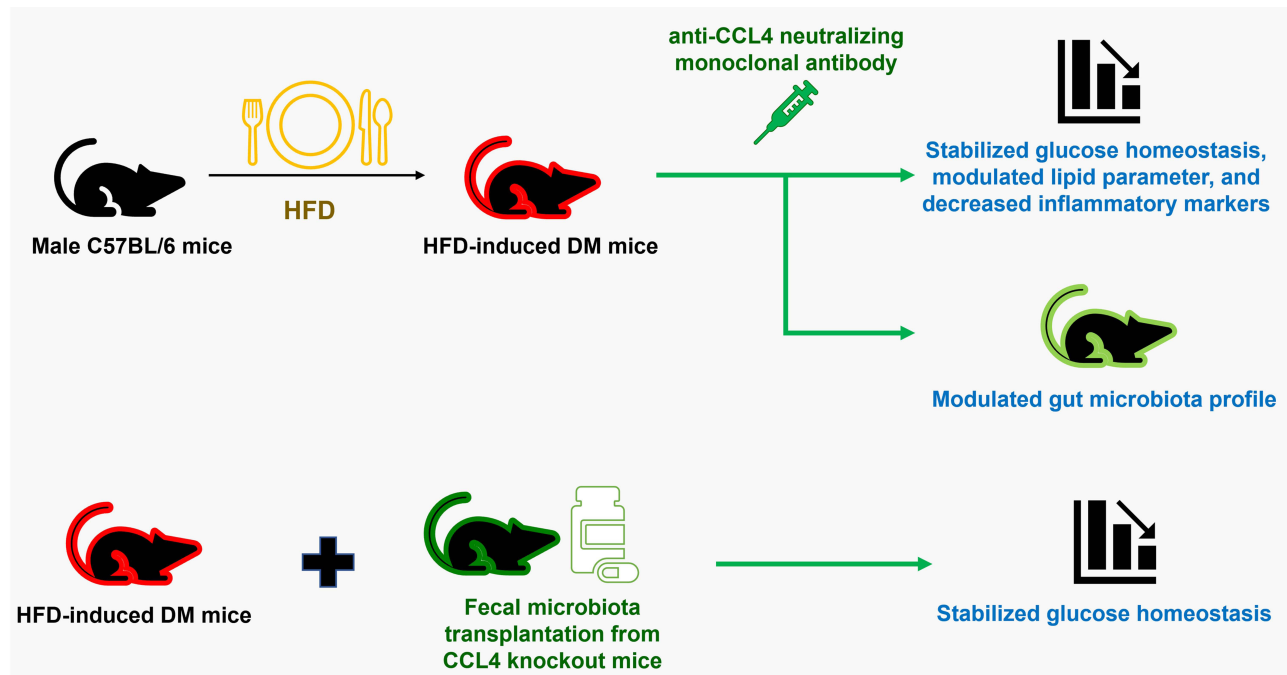 anti-CCL4 neutralizing
monoclonal antibody
HFD
Male C57BL/6 mice
HFD-induced DM mice
Stabilized glucose homeostasis,
modulated lipid parameter, and
decreased inflammatory markers
Modulated gut microbiota profile
HFD-induced DM mice
Fecal microbiota
transplantation from
CCL4 knockout mice
Stabilized glucose homeostasis